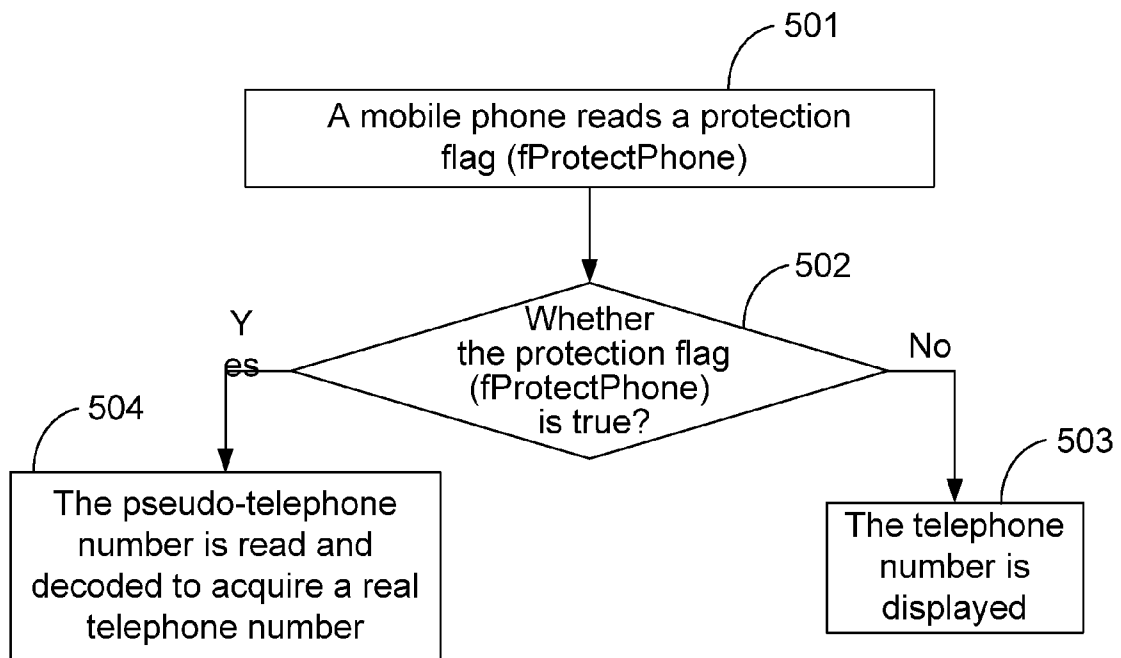 501
A mobile phone reads a protection
flag (fProtectPhone)
502
Whether
the protection flag
(fProtectPhone)
is true?
Y
es
No
504
The pseudo-telephone
number is read and
decoded to acquire a real
telephone number
503
The telephone
number is
displayed